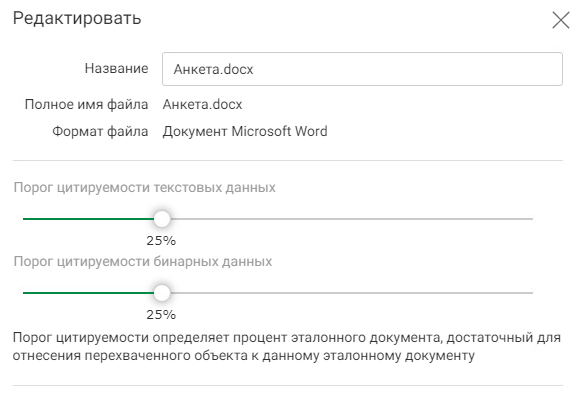 Редактировать
Название Анкета.docx
Полное имя файла Анкета.docx
Формат файла Документ Microsoft Word
Порог цитируемости текстовых данных
25%
Порог цитируемости бинарных данных
25%
Порог цитируемости определяет процент эталонного документа, достаточный для
отнесения перехваченного объекта к данному эталонному документу